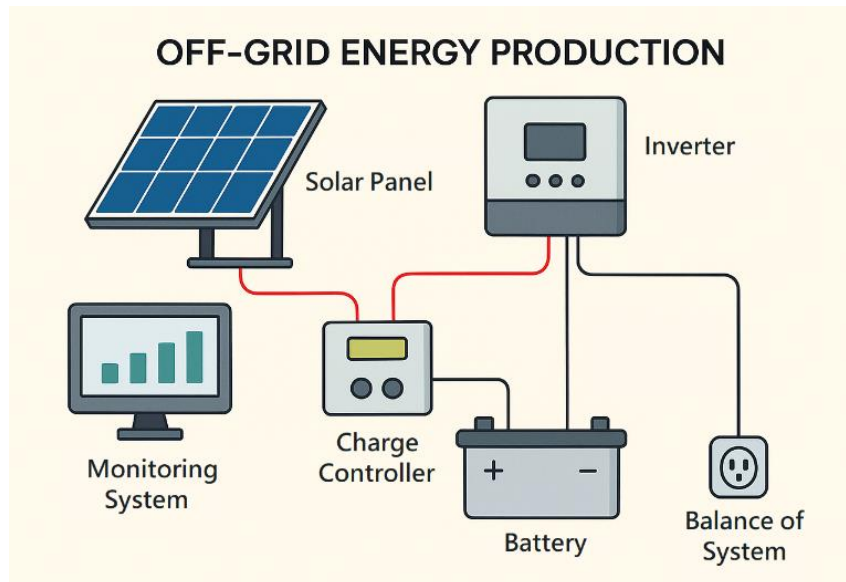 OFF-GRID ENERGY PRODUCTION
Solar Panel
Inverter
Monitoring
System
Charge
Controller
+ −
Battery
Balance of
System